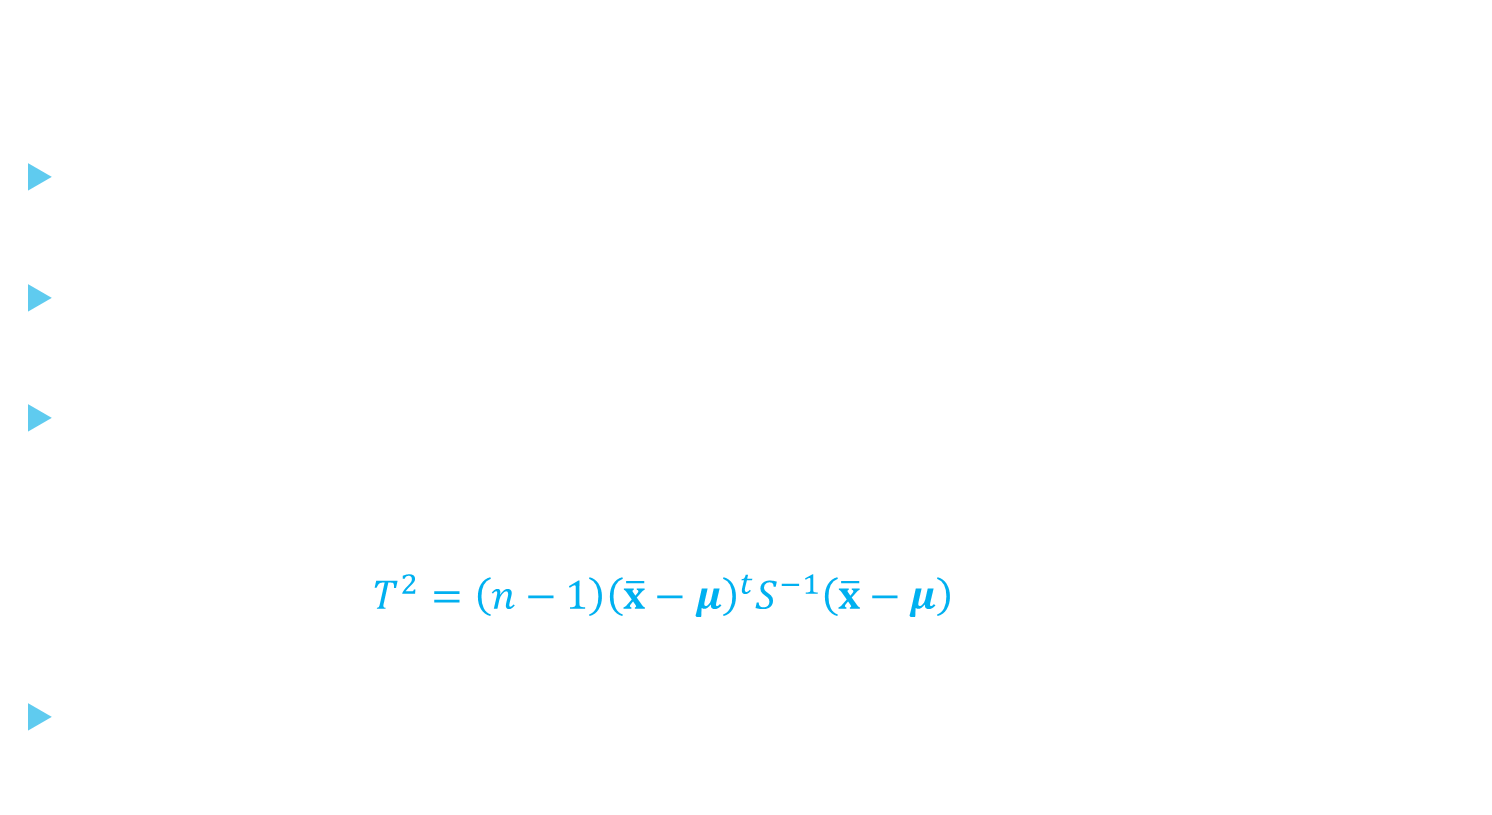 𝑇² = (𝑛 − 1)(x̄ − 𝝁)ᵗ𝑆⁻¹(x̄ − 𝝁)